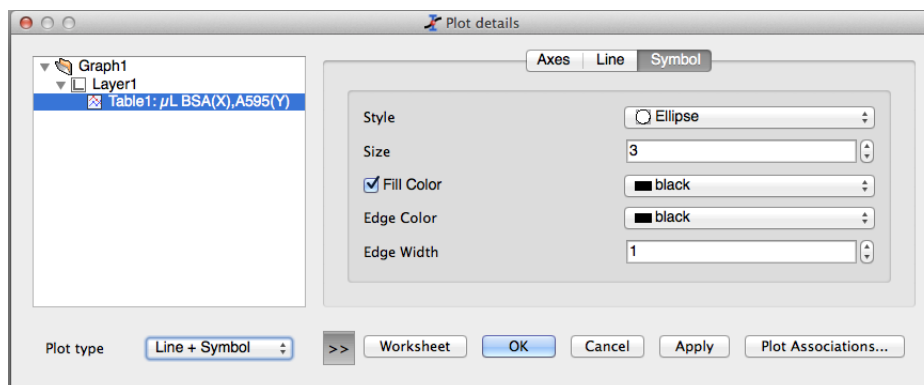 Plot details
Graph1
Layer1
Table1: µL BSA(X),A595(Y)
Axes Line Symbol
Style Ellipse
Size 3
Fill Color black
Edge Color black
Edge Width 1
Plot type Line + Symbol >> Worksheet OK Cancel Apply Plot Associations...